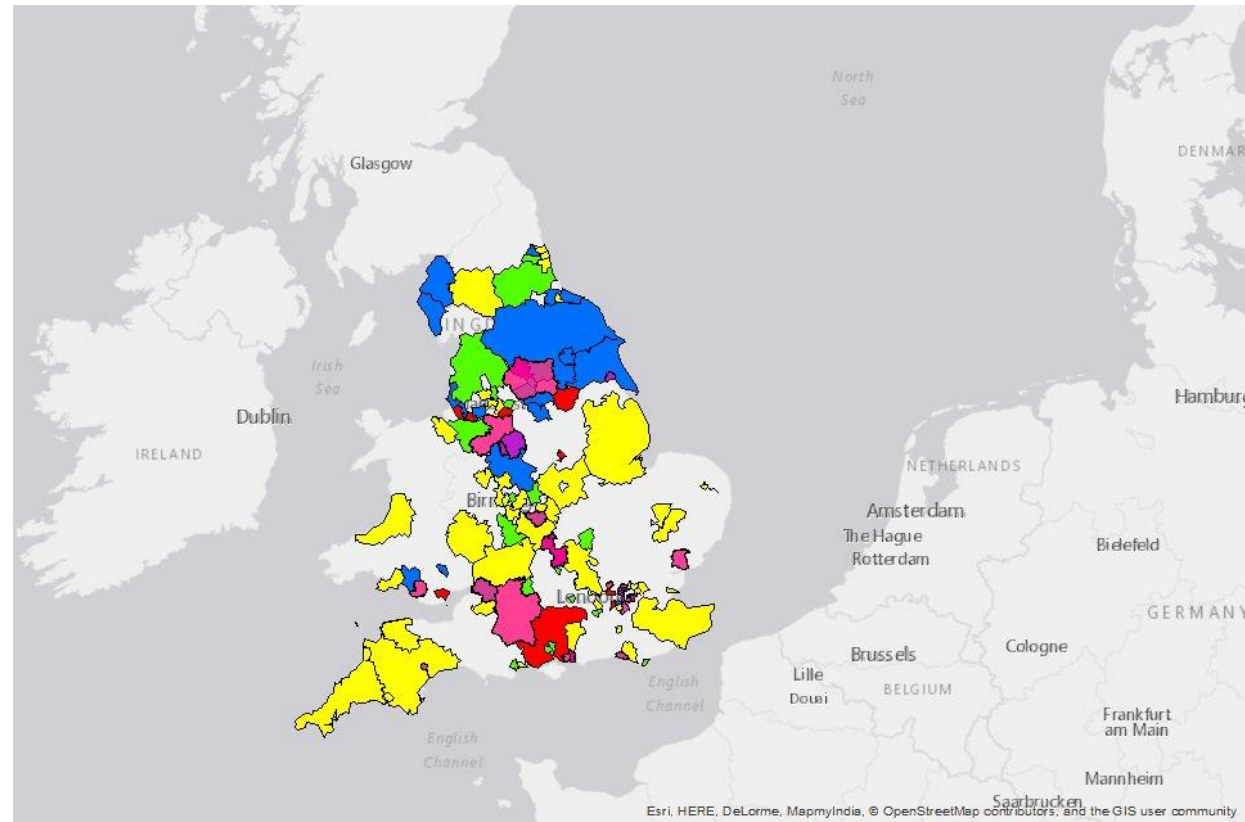 North
Sea
Glasgow
DENMAR
Irish
Sea
Dublin
Hamburg
IRELAND
NETHERLANDS
Amsterdam
The Hague
Rotterdam
Bielefeld
GERMANY
Cologne
Brussels
BELGIUM
Lille
Douai
English
Channel
Frankfurt
am Main
English
Channel
Mannheim
Saarbrucken
Esri, HERE, DeLorme, MapmyIndia, © OpenStreetMap contributors, and the GIS user community